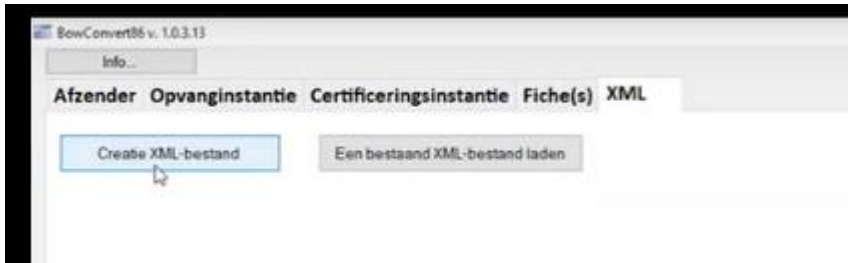 BowConvert86 v. 1.0.3.13
Info...
Afzender Opvanginstantie Certificeringsinstantie Fiche(s) XML
Creatie XML-bestand Een bestaand XML-bestand laden